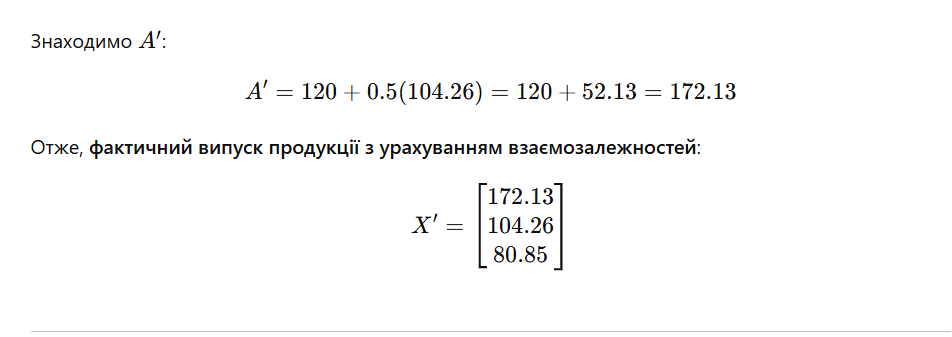 Знаходимо A′:
A′ = 120 + 0.5(104.26) = 120 + 52.13 = 172.13
Отже, фактичний випуск продукції з урахуванням взаємозалежностей:
X′ = [172.13
104.26
80.85]